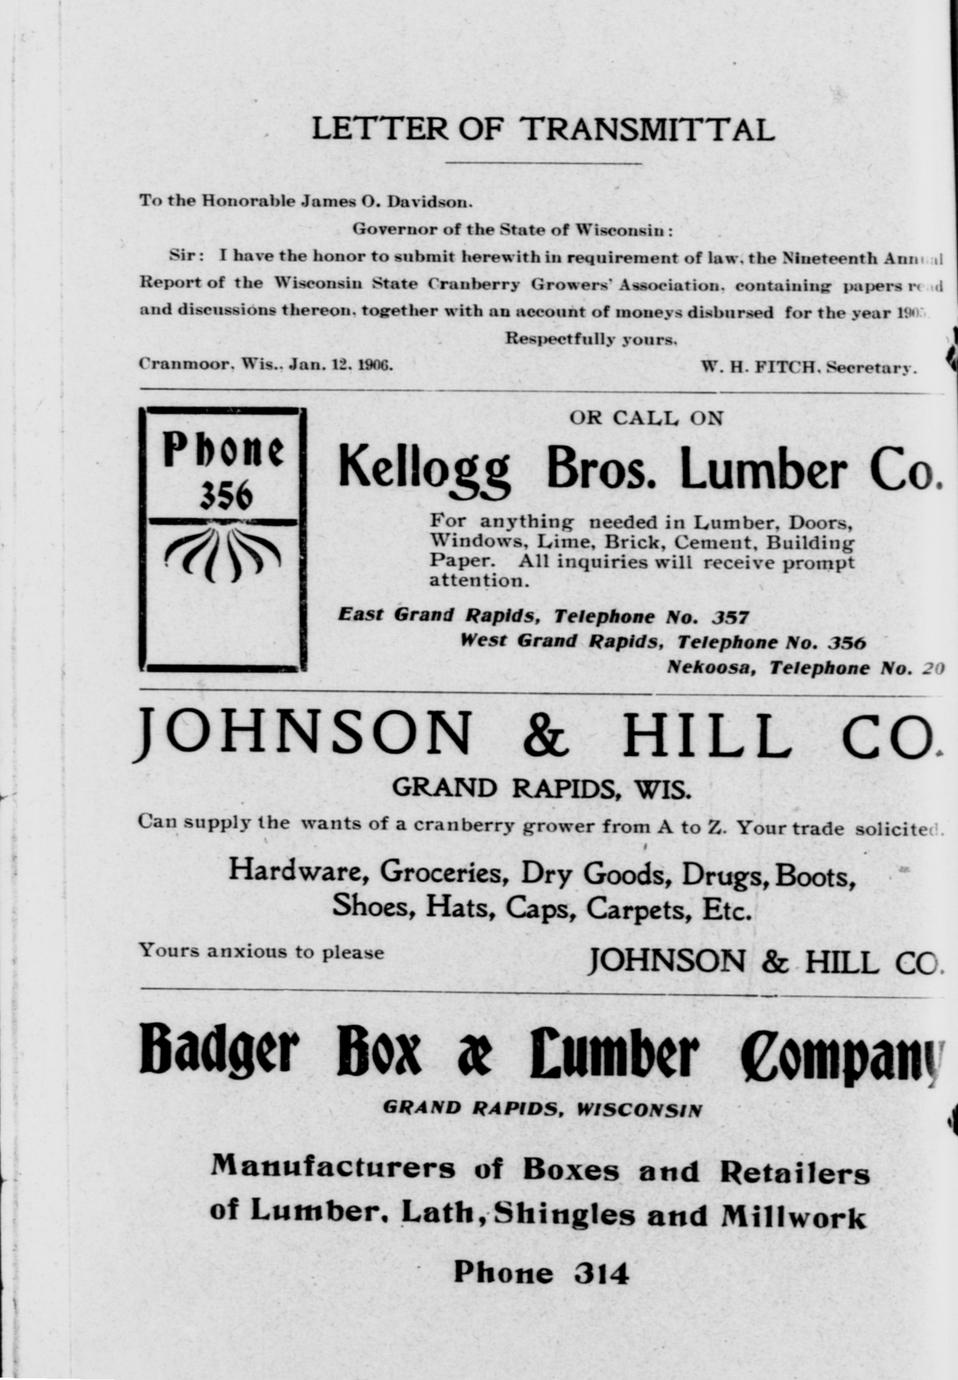 LETTER OF TRANSMITTAL
To the Honorable James O. Davidson.
Governor of the State of Wisconsin:
Sir: I have the honor to submit herewith in requirement of law, the Nineteenth Annual
Report of the Wisconsin State Cranberry Growers' Association, containing papers read
and discussions thereon, together with an account of moneys disbursed for the year
Respectfully yours,
Cranmoor, Wis., Jan. 12, 1906.
W. H. FITCH, Secretary.
Phone
356
OR CALL ON
Kellogg Bros. Lumber Co.
For anything needed in Lumber, Doors,
Windows, Lime, Brick, Cement, Building
Paper. All inquiries will receive prompt
attention.
East Grand Rapids, Telephone No. 357
West Grand Rapids, Telephone No. 356
Nekoosa, Telephone No. 20
JOHNSON & HILL CO.
GRAND RAPIDS, WIS.
Can supply the wants of a cranberry grower from A to Z. Your trade solicited.
Hardware, Groceries, Dry Goods, Drugs, Boots,
Shoes, Hats, Caps, Carpets, Etc.
Yours anxious to please
JOHNSON & HILL CO.
Badger Box & Lumber Company
GRAND RAPIDS, WISCONSIN
Manufacturers of Boxes and Retailers
of Lumber, Lath, Shingles and Millwork
Phone 314